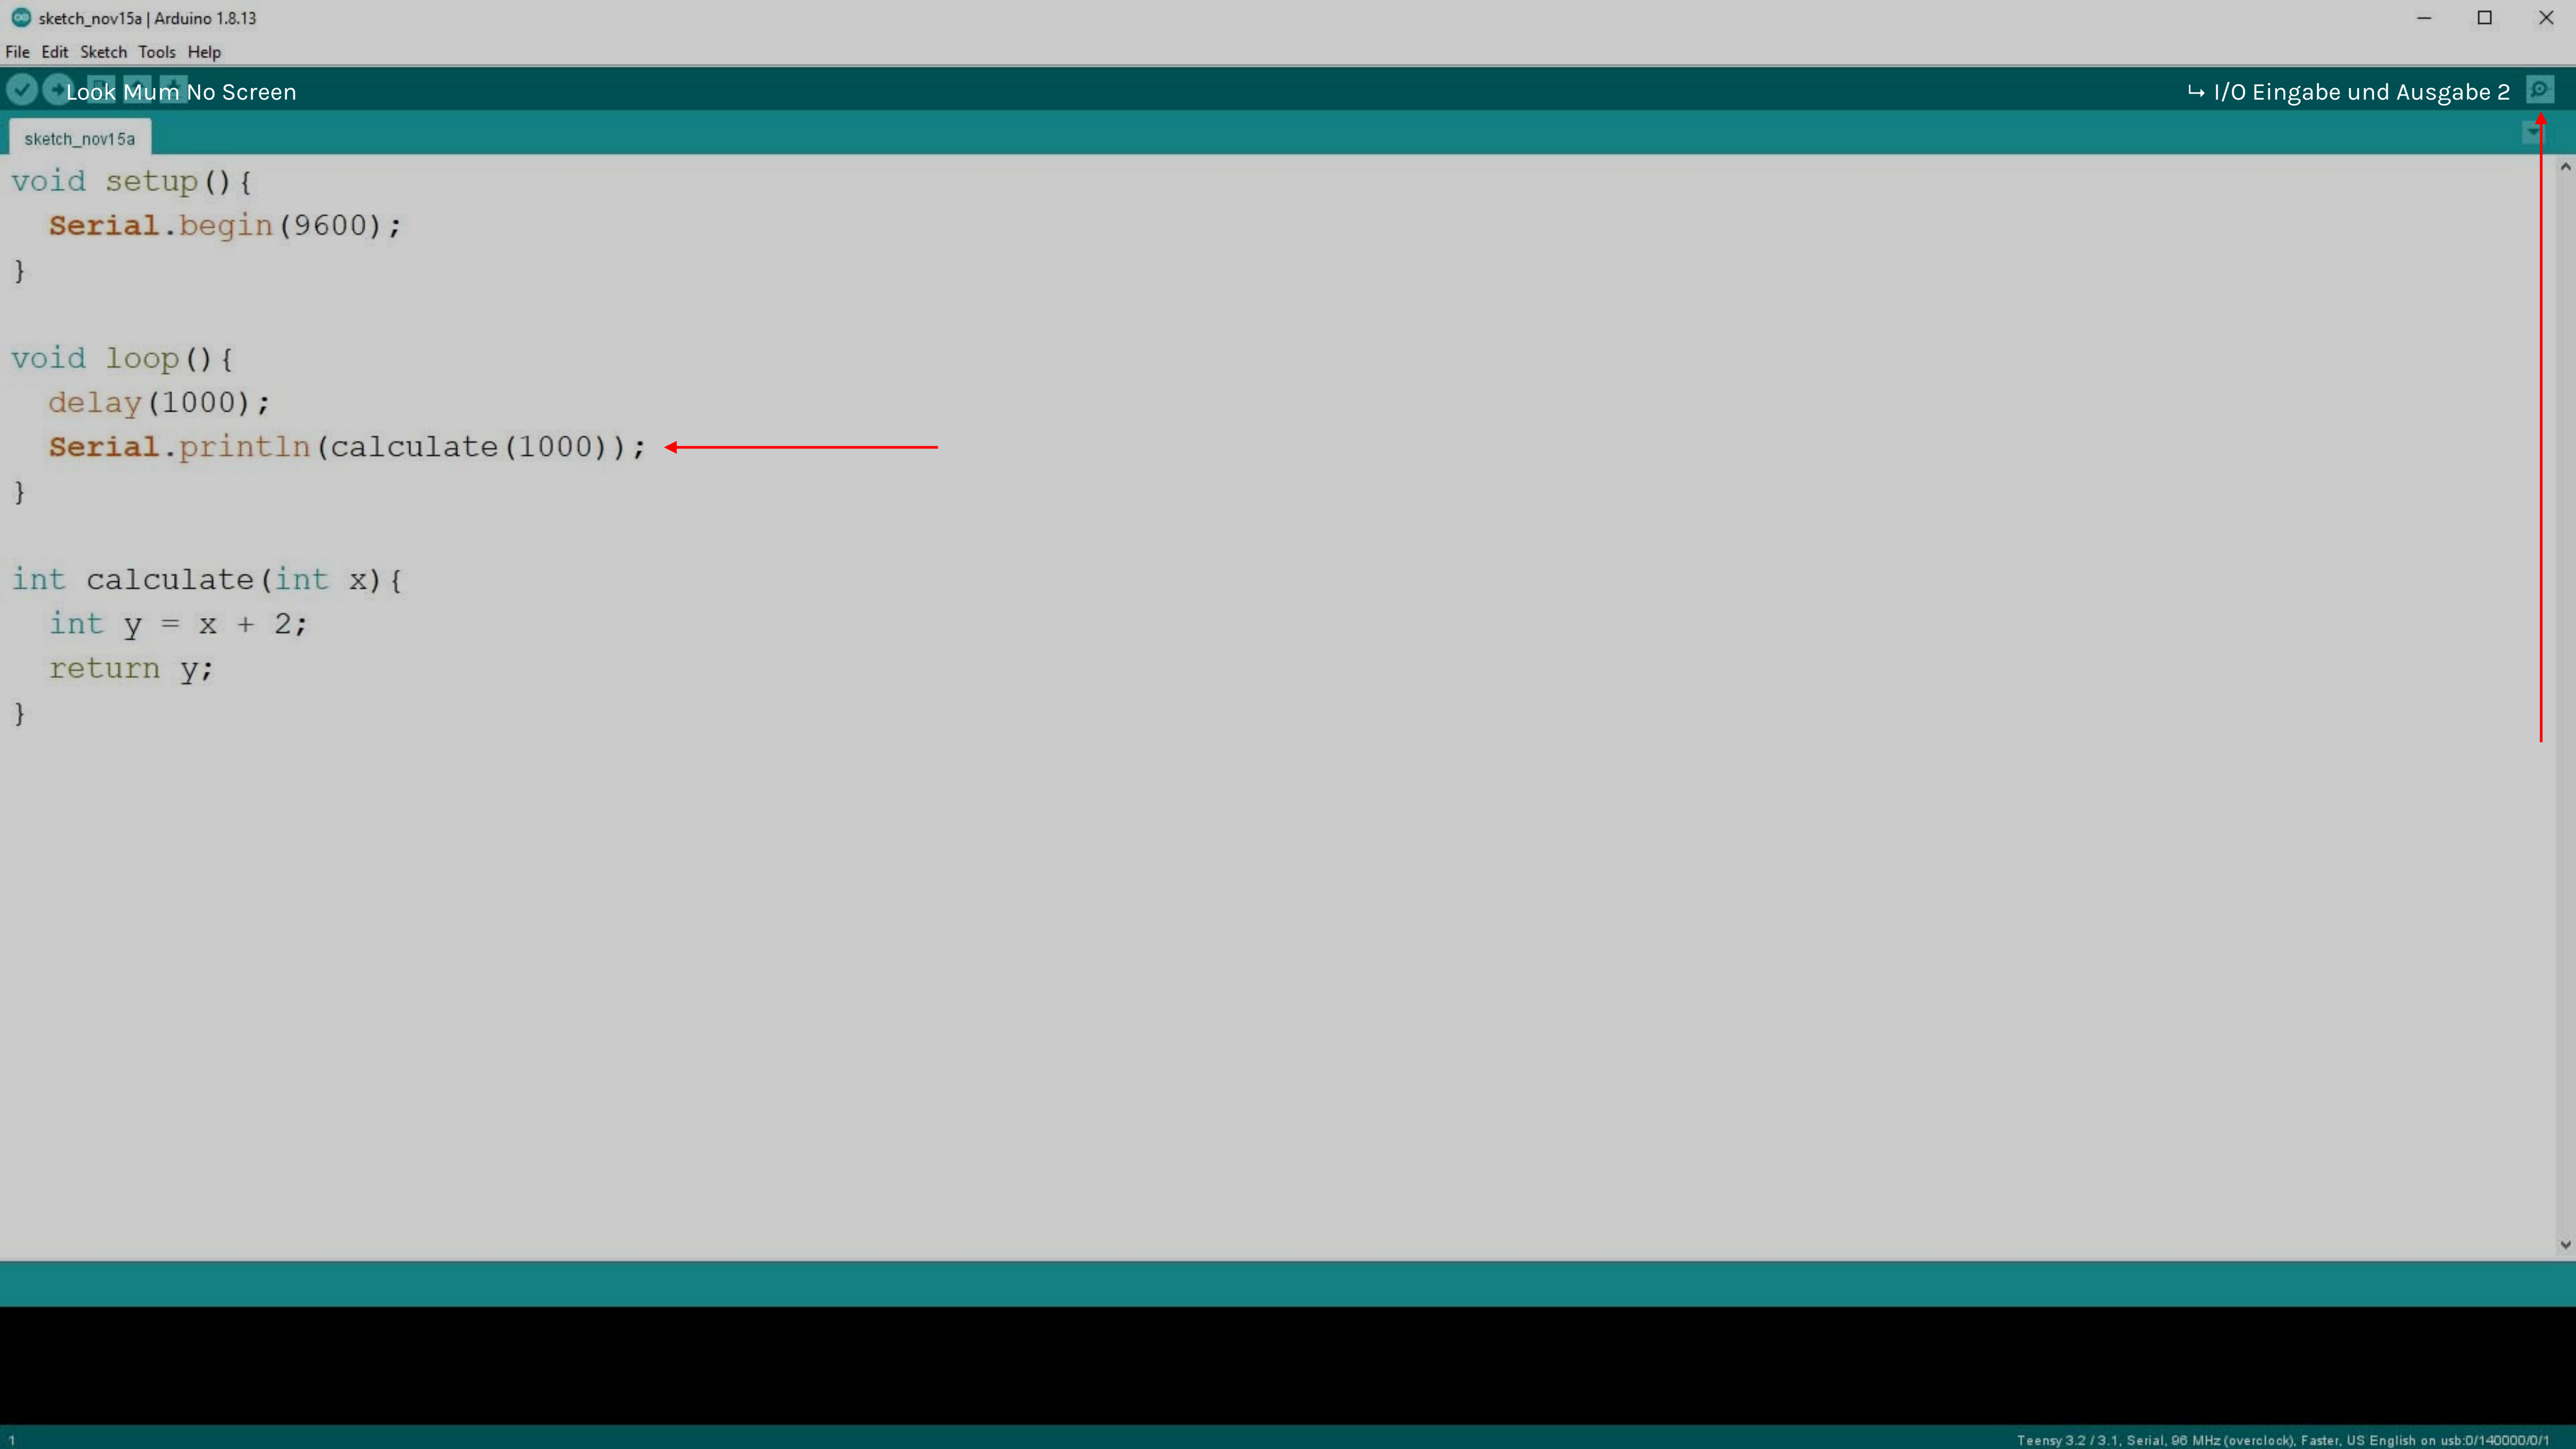 sketch_nov15a | Arduino 1.8.13
File Edit Sketch Tools Help
Look Mum No Screen
↪ I/O Eingabe und Ausgabe 2
sketch_nov15a
void setup(){
  Serial.begin(9600);
}
void loop(){
  delay(1000);
  Serial.println(calculate(1000));
}
int calculate(int x){
  int y = x + 2;
  return y;
}
1
Teensy 3.2 / 3.1, Serial, 96 MHz (overclock), Faster, US English on usb:0/140000/0/1